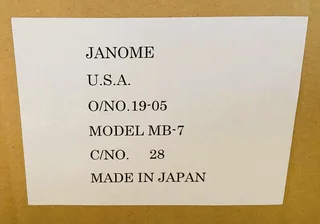 JANOME
U.S.A.
O/NO. 19-05
MODEL MB-7
C/NO. 28
MADE IN JAPAN